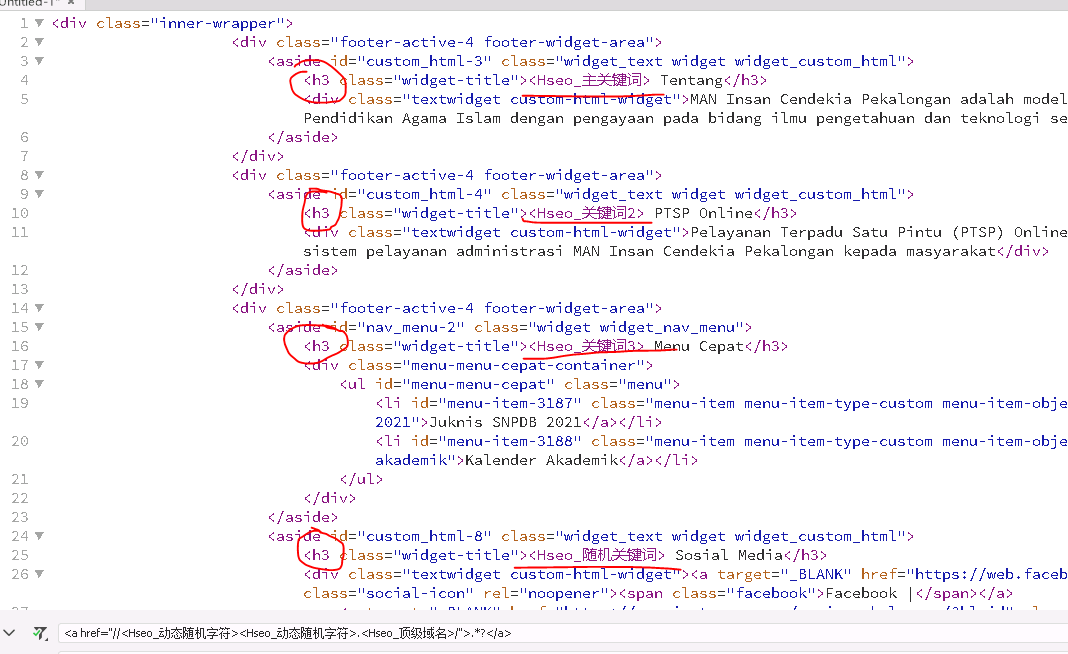 Untitled-1* ×
1 ▼ <div class="inner-wrapper">
2 ▼ <div class="footer-active-4 footer-widget-area">
3 ▼ <aside id="custom_html-3" class="widget_text widget widget_custom_html">
4 <h3 class="widget-title"><Hseo_主关键词> Tentang</h3>
5 <div class="textwidget custom-html-widget">MAN Insan Cendekia Pekalongan adalah model
Pendidikan Agama Islam dengan pengayaan pada bidang ilmu pengetahuan dan teknologi se
6 </aside>
7 </div>
8 ▼ <div class="footer-active-4 footer-widget-area">
9 ▼ <aside id="custom_html-4" class="widget_text widget widget_custom_html">
10 <h3 class="widget-title"><Hseo_关键词2> PTSP Online</h3>
11 <div class="textwidget custom-html-widget">Pelayanan Terpadu Satu Pintu (PTSP) Online
sistem pelayanan administrasi MAN Insan Cendekia Pekalongan kepada masyarakat</div>
12 </aside>
13 </div>
14 ▼ <div class="footer-active-4 footer-widget-area">
15 ▼ <aside id="nav_menu-2" class="widget widget_nav_menu">
16 <h3 class="widget-title"><Hseo_关键词3> Menu Cepat</h3>
17 ▼ <div class="menu-menu-cepat-container">
18 ▼ <ul id="menu-menu-cepat" class="menu">
19 <li id="menu-item-3187" class="menu-item menu-item-type-custom menu-item-obje
2021">Juknis SNPDB 2021</a></li>
20 <li id="menu-item-3188" class="menu-item menu-item-type-custom menu-item-obje
akademik">Kalender Akademik</a></li>
21 </ul>
22 </div>
23 </aside>
24 ▼ <aside id="custom_html-8" class="widget_text widget widget_custom_html">
25 <h3 class="widget-title"><Hseo_随机关键词> Sosial Media</h3>
26 ▼ <div class="textwidget custom-html-widget"><a target="_BLANK" href="https://web.faceb
class="social-icon" rel="noopener"><span class="facebook">Facebook |</span></a>
<a href="//<Hseo_动态随机字符><Hseo_动态随机字符>.<Hseo_顶级域名>/">.*?</a>